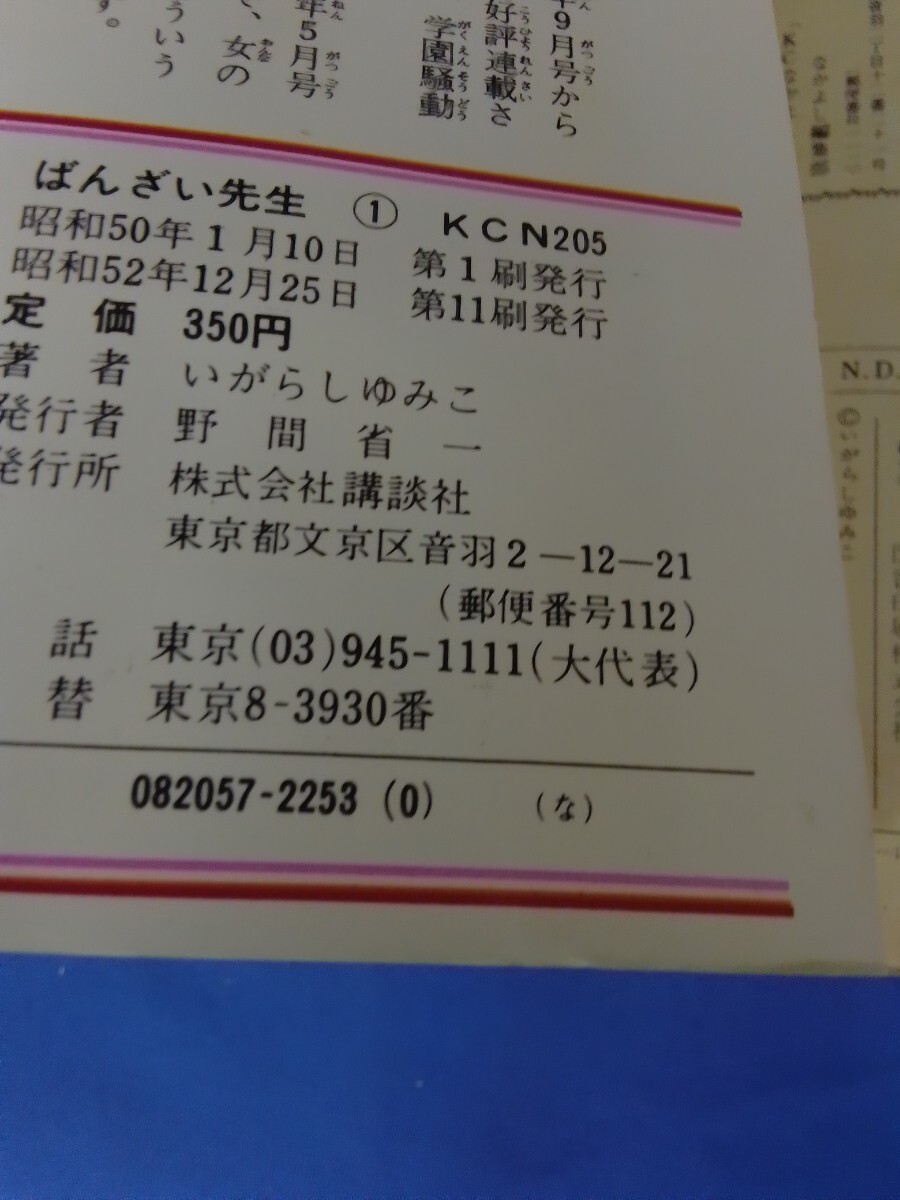 年9月号から
好評連載さ
学園騒動
年5月号
で、女の
ういう
す。
ばんざい先生 ① KCN205
昭和50年1月10日 第1刷発行
昭和52年12月25日 第11刷発行
定 価 350円
著 者 いがらしゆみこ
発行者 野間省一
発行所 株式会社講談社
東京都文京区音羽2―12―21
(郵便番号112)
話 東京(03)945-1111(大代表)
替 東京8-3930番
082057-2253 (0) (な)
編集部
N.D.
©いがらしゆみこ